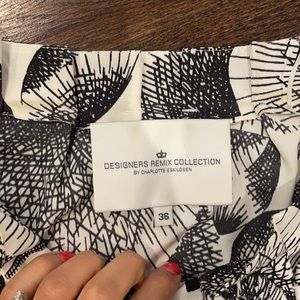 DESIGNERS REMIX COLLECTION
BY CHARLOTTE ESKILDSEN
36